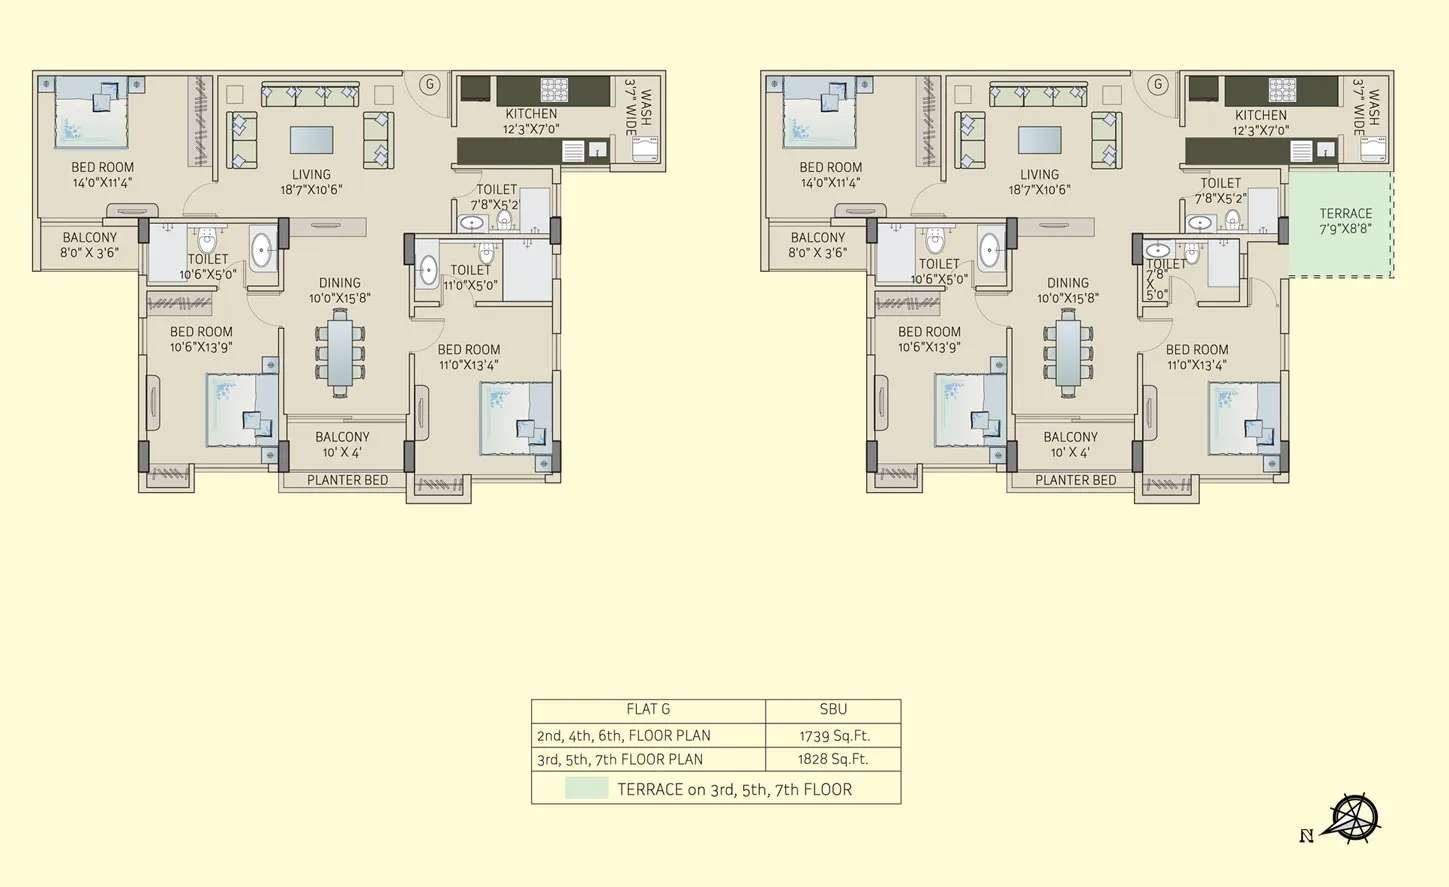 G
KITCHEN
12'3"X7'0"
WASH
3'7" WIDE
BED ROOM
14'0"X11'4"
LIVING
18'7"X10'6"
TOILET
7'8"X5'2"
BALCONY
8'0" X 3'6"
TOILET
10'6"X5'0"
TOILET
11'0"X5'0"
DINING
10'0"X15'8"
BED ROOM
10'6"X13'9"
BED ROOM
11'0"X13'4"
BALCONY
10' X 4'
PLANTER BED
G
KITCHEN
12'3"X7'0"
WASH
3'7" WIDE
BED ROOM
14'0"X11'4"
LIVING
18'7"X10'6"
TOILET
7'8"X5'2"
TERRACE
7'9"X8'8"
BALCONY
8'0" X 3'6"
TOILET
10'6"X5'0"
TOILET
7'8"
X
5'0"
DINING
10'0"X15'8"
BED ROOM
10'6"X13'9"
BED ROOM
11'0"X13'4"
BALCONY
10' X 4'
PLANTER BED
FLAT G SBU
2nd, 4th, 6th, FLOOR PLAN 1739 Sq.Ft.
3rd, 5th, 7th FLOOR PLAN 1828 Sq.Ft.
TERRACE on 3rd, 5th, 7th FLOOR
N